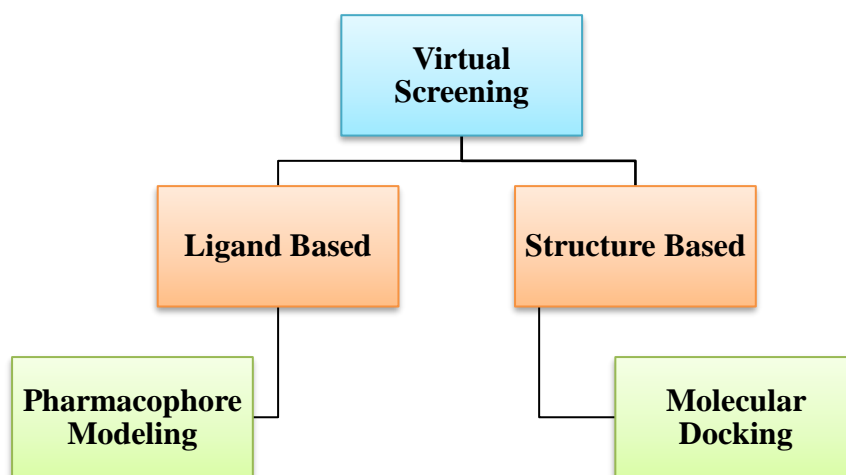 Virtual
Screening
Ligand Based
Structure Based
Pharmacophore
Modeling
Molecular
Docking